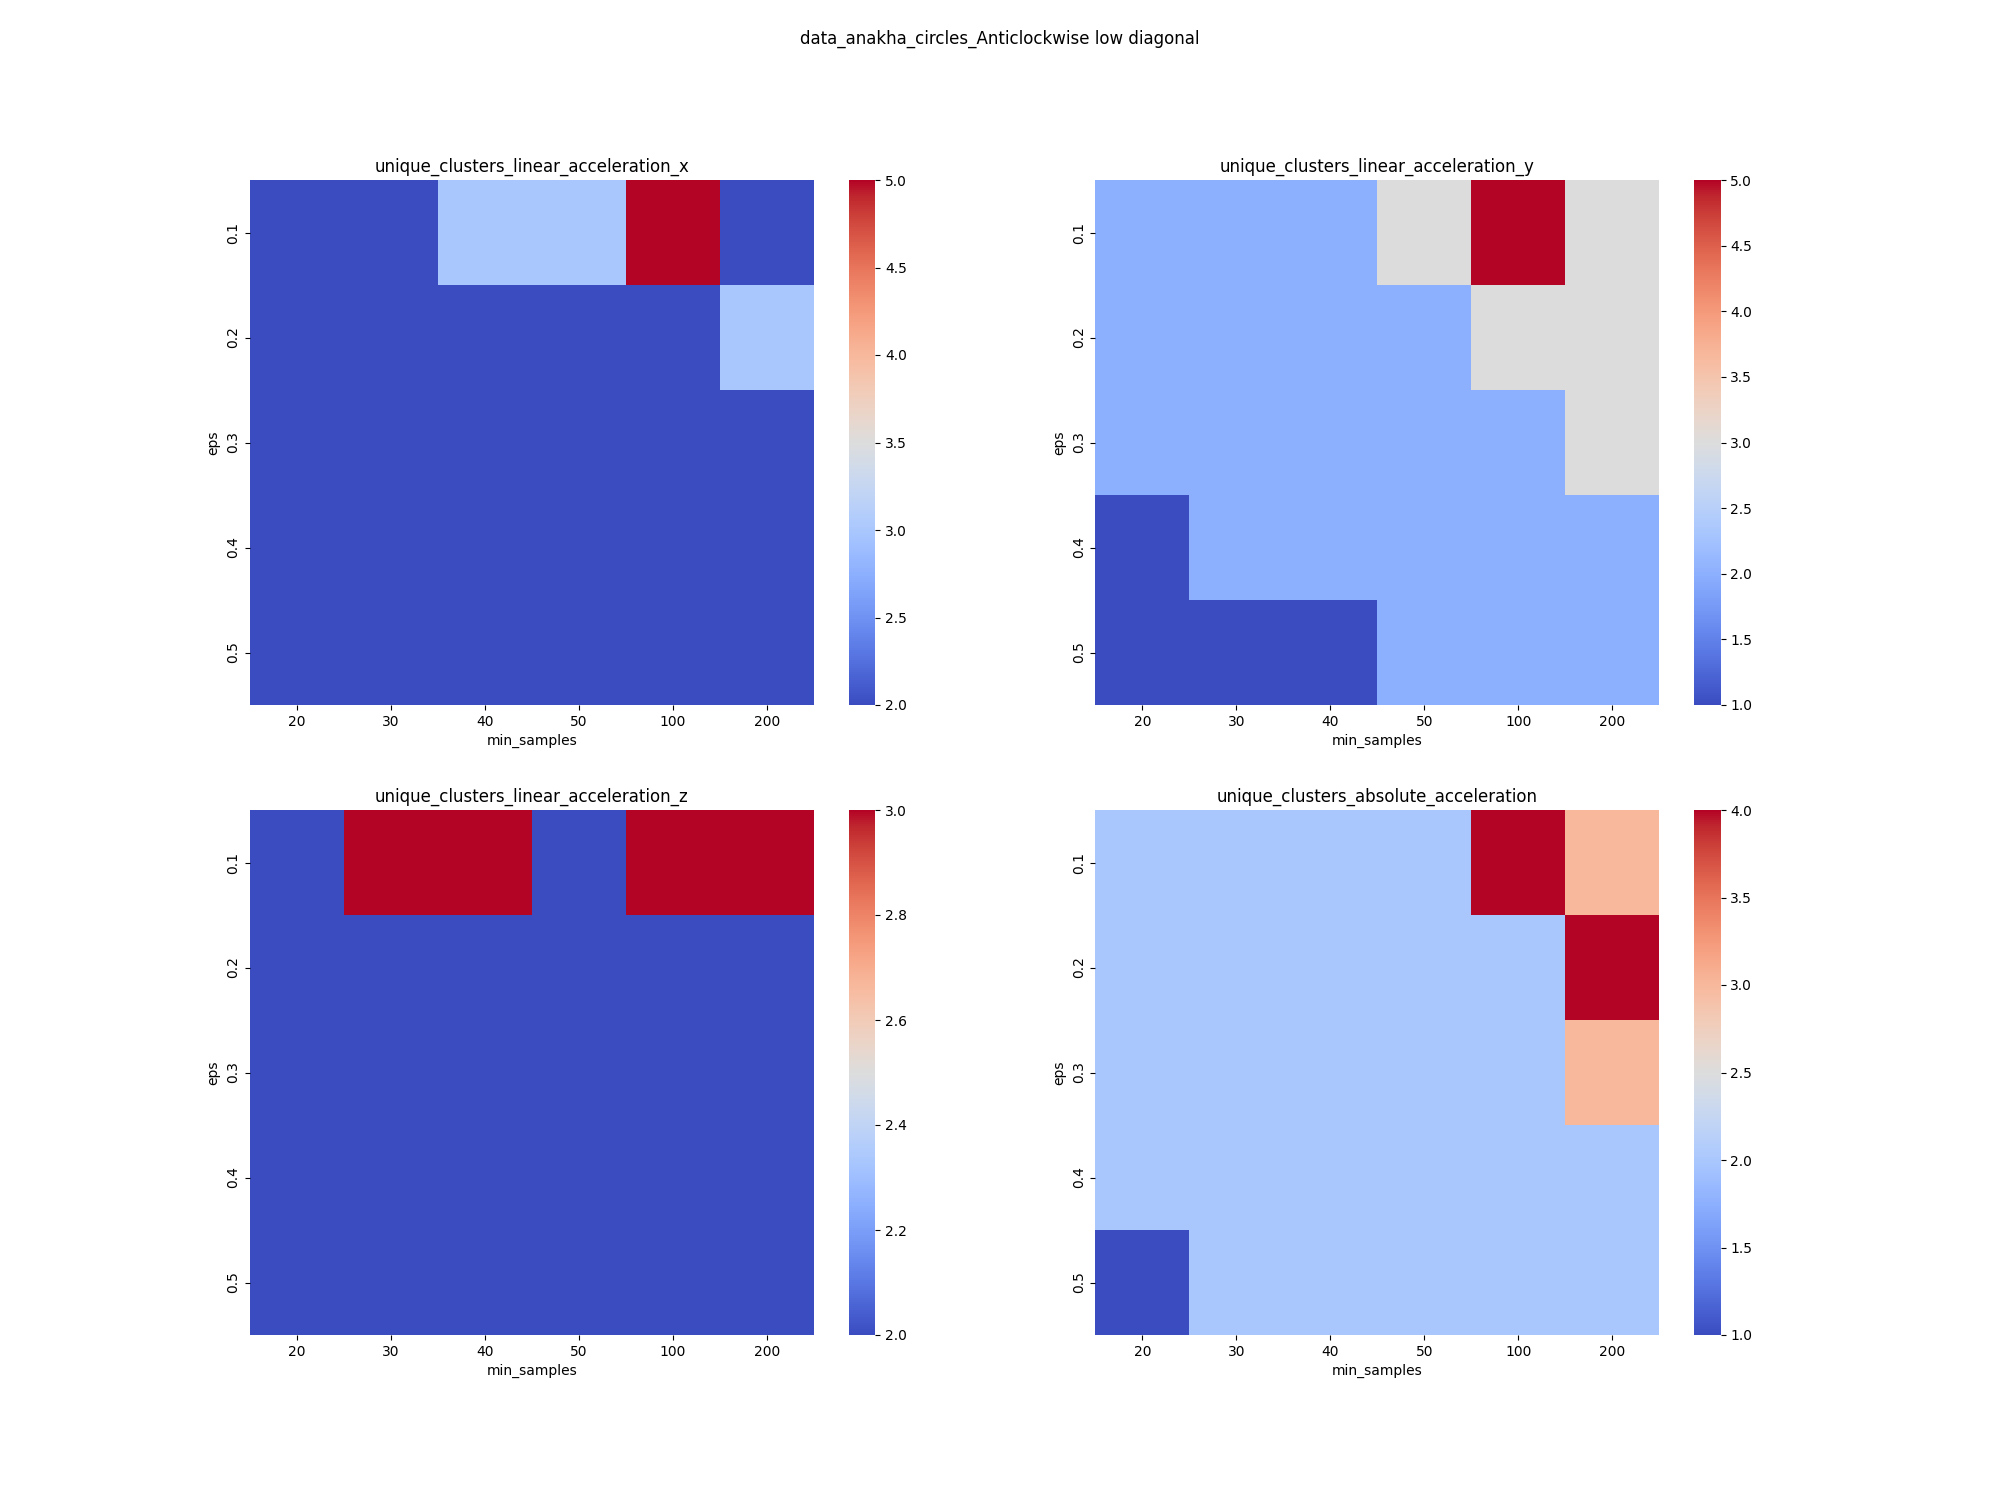 data_anakha_circles_Anticlockwise low diagonal
unique_clusters_linear_acceleration_x
eps
0.1
0.2
0.3
0.4
0.5
20 30 40 50 100 200
min_samples
5.0
4.5
4.0
3.5
3.0
2.5
2.0
unique_clusters_linear_acceleration_y
eps
0.1
0.2
0.3
0.4
0.5
20 30 40 50 100 200
min_samples
5.0
4.5
4.0
3.5
3.0
2.5
2.0
1.5
1.0
unique_clusters_linear_acceleration_z
eps
0.1
0.2
0.3
0.4
0.5
20 30 40 50 100 200
min_samples
3.0
2.8
2.6
2.4
2.2
2.0
unique_clusters_absolute_acceleration
eps
0.1
0.2
0.3
0.4
0.5
20 30 40 50 100 200
min_samples
4.0
3.5
3.0
2.5
2.0
1.5
1.0